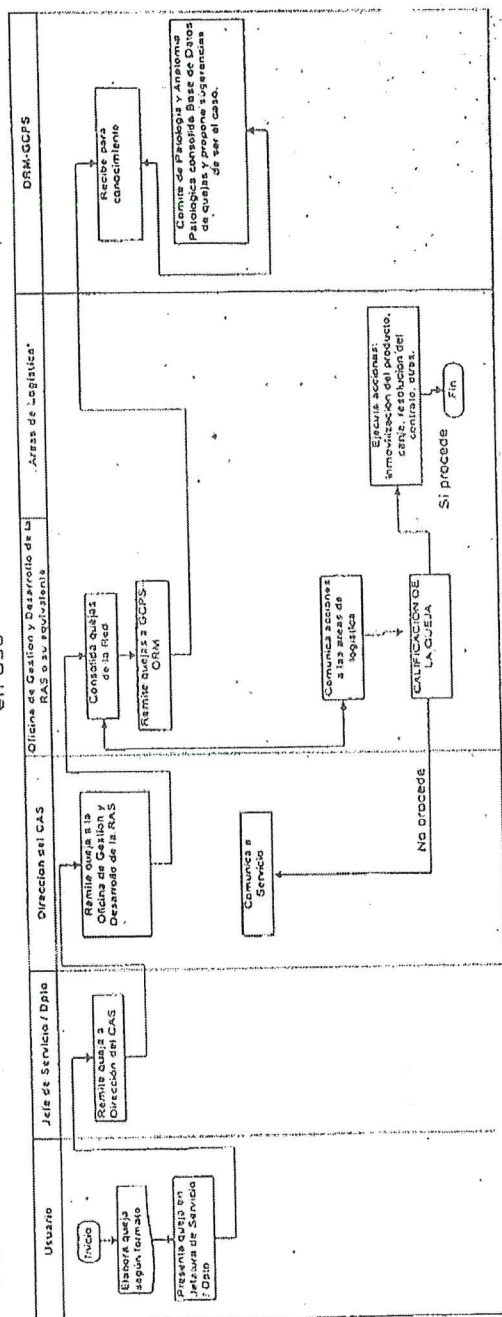 en uso
Usuario
Jefe de Servicio / Dpto
Direccion del CAS
Oficina de Gestion y Desarrollo de la
RAS o su equivalente
Areas de Logistica*
DRM-GCPS
Inicio
Elabora queja
según formato
Presenta queja en
Jefatura de Servicio
/ Dpto
Remite queja a
Dirección del CAS
Remite queja a la
Oficina de Gestion y
Desarrollo de la RAS
Comunica a
Servicio
No procede
Consolida quejas
de la Red
Remite quejas a GCPS
ORM
Comunica acciones
a las areas de
logistica
CALIFICACION DE
LA QUEJA
Ejecuta acciones:
inmovilización del producto,
canje, resolución del
contrato, otras.
Si procede
Fin
Recibe para
conocimiento
Comite de Patologia y Anatomia
Patologica consolida Base de Datos
de quejas y propone sugerencias
de ser el caso.